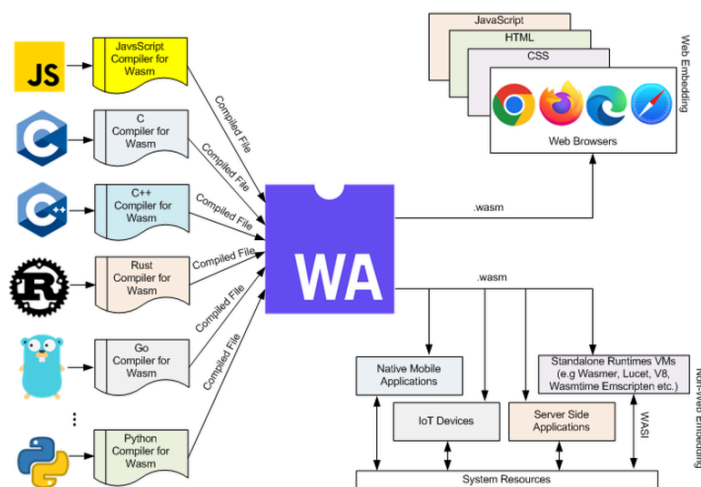 JS
JavsScript
Compiler for
Wasm
Compiled File
C
C
Compiler for
Wasm
Compiled File
C++
C++
Compiler for
Wasm
Compiled File
R
Rust
Compiler for
Wasm
Compiled File
Go
Compiler for
Wasm
Compiled File
...
Python
Compiler for
Wasm
Compiled File
WA
.wasm
.wasm
JavaScript
HTML
CSS
Web Browsers
Web Embedding
Native Mobile
Applications
IoT Devices
Server Side
Applications
Standalone Runtimes VMs
(e.g Wasmer, Lucet, V8,
Wasmtime Emscripten etc.)
WASI
System Resources
Non-Web Embedding